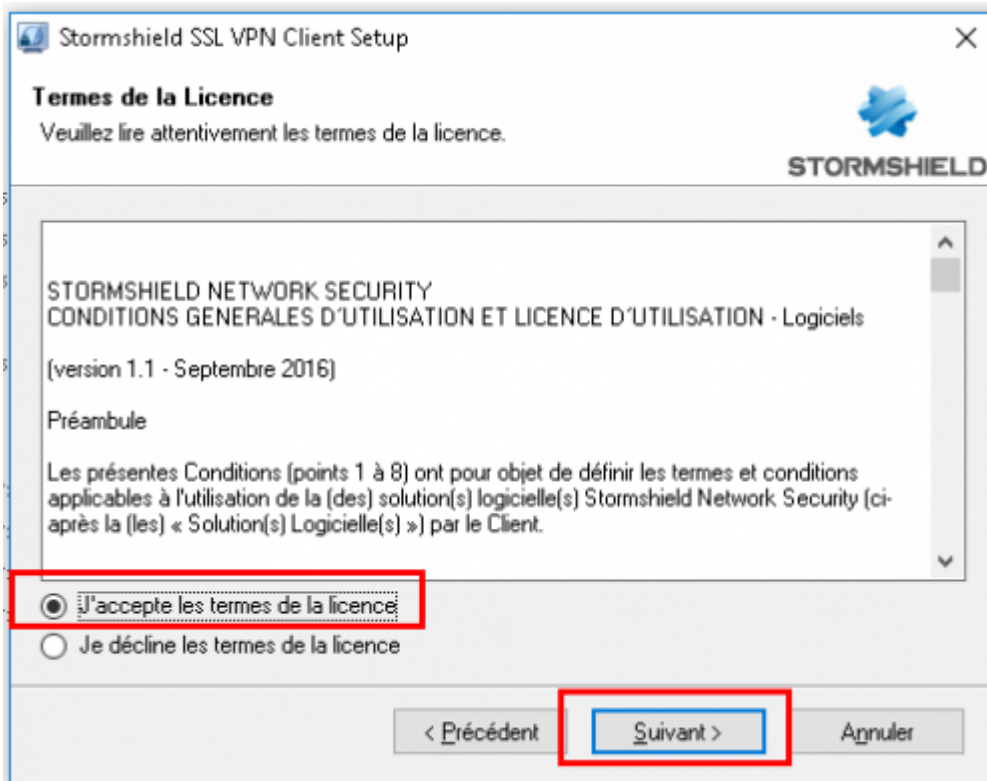 Stormshield SSL VPN Client Setup
Termes de la Licence
Veuillez lire attentivement les termes de la licence.
STORMSHIELD
STORMSHIELD NETWORK SECURITY
CONDITIONS GENERALES D'UTILISATION ET LICENCE D'UTILISATION - Logiciels
(version 1.1 - Septembre 2016)
Préambule
Les présentes Conditions (points 1 à 8) ont pour objet de définir les termes et conditions
applicables à l'utilisation de la (des) solution(s) logicielle(s) Stormshield Network Security (ci-
après la (les) « Solution(s) Logicielle(s) ») par le Client.
J'accepte les termes de la licence
Je décline les termes de la licence
< Précédent
Suivant >
Annuler